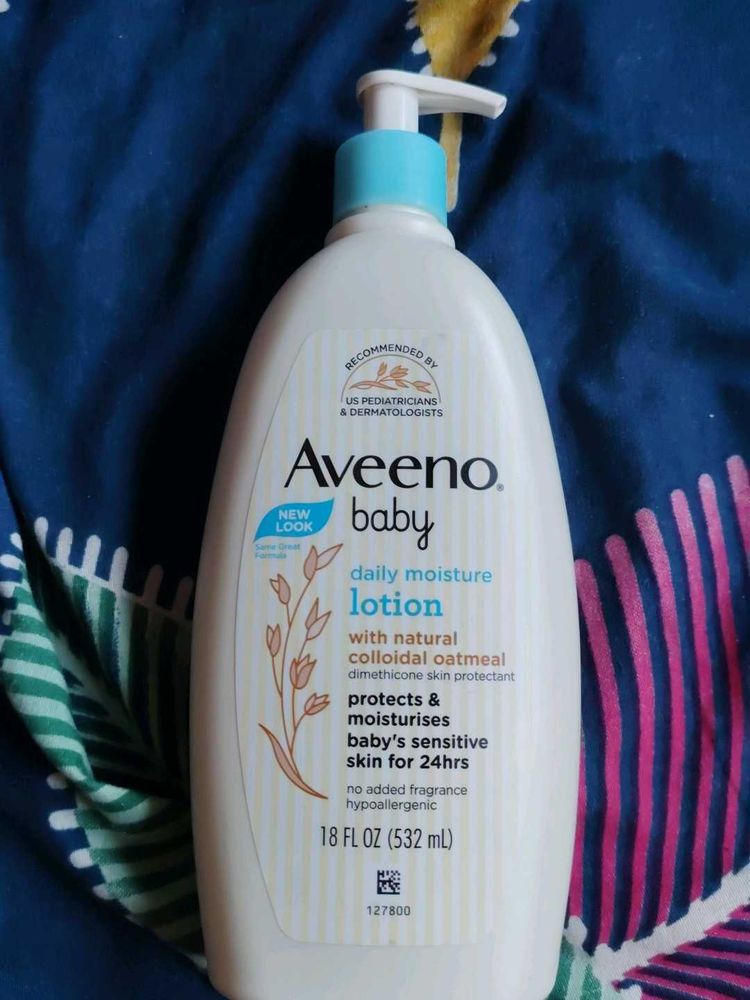 RECOMMENDED BY
US PEDIATRICIANS
& DERMATOLOGISTS
Aveeno®
baby
NEW
LOOK
Same Great
Formula
daily moisture
lotion
with natural
colloidal oatmeal
dimethicone skin protectant
protects &
moisturises
baby's sensitive
skin for 24hrs
no added fragrance
hypoallergenic
18 FL OZ (532 mL)
127800